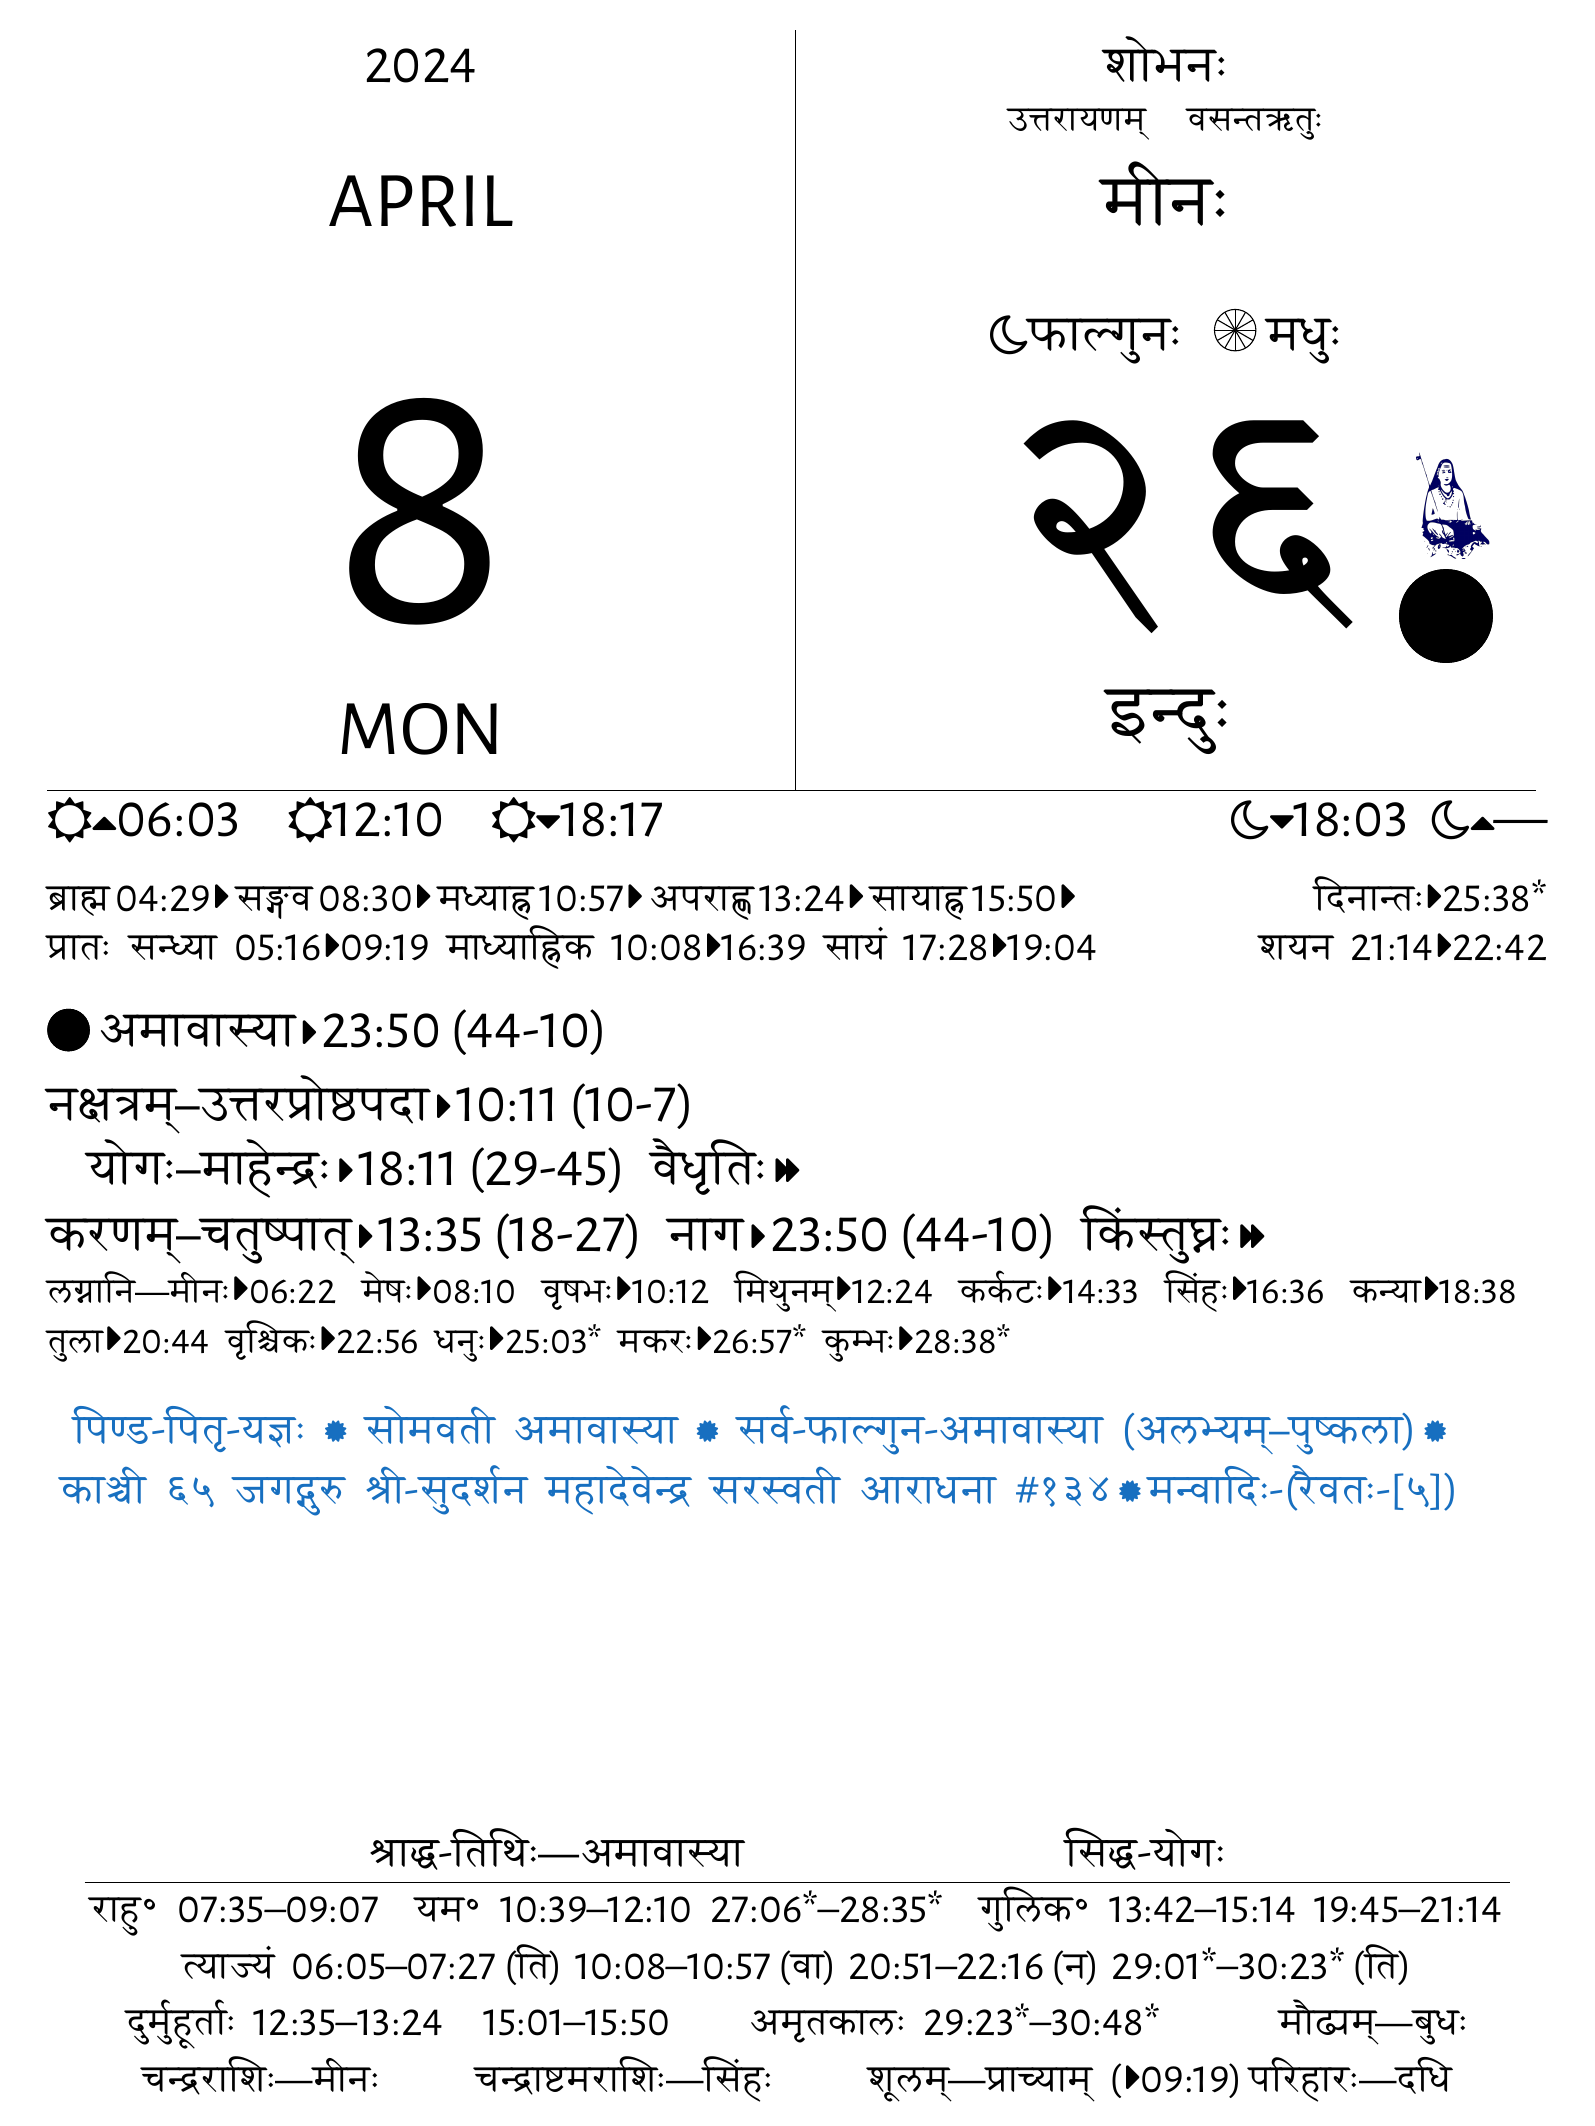 2024
APRIL
8
MON
शोभनः
उत्तरायणम् वसन्तऋतुः
मीनः
फाल्गुनः मधुः
२६
इन्दुः
06:03 12:10 18:17 18:03 —
ब्राह्म 04:29 सङ्गव 08:30 मध्याह्न 10:57 अपराह्ण 13:24 सायाह्न 15:50 दिनान्तः 25:38*
प्रातः सन्ध्या 05:16 09:19 माध्याह्निक 10:08 16:39 सायं 17:28 19:04 शयन 21:14 22:42
अमावास्या 23:50 (44-10)
नक्षत्रम्–उत्तरप्रोष्ठपदा 10:11 (10-7)
योगः–माहेन्द्रः 18:11 (29-45) वैधृतिः
करणम्–चतुष्पात् 13:35 (18-27) नाग 23:50 (44-10) किंस्तुघ्नः
लग्नानि—मीनः 06:22 मेषः 08:10 वृषभः 10:12 मिथुनम् 12:24 कर्कटः 14:33 सिंहः 16:36 कन्या 18:38
तुला 20:44 वृश्चिकः 22:56 धनुः 25:03* मकरः 26:57* कुम्भः 28:38*
पिण्ड-पितृ-यज्ञः सोमवती अमावास्या सर्व-फाल्गुन-अमावास्या (अलभ्यम्–पुष्कला)
काञ्ची ६५ जगद्गुरु श्री-सुदर्शन महादेवेन्द्र सरस्वती आराधना #१३४ मन्वादिः-(रैवतः-[५])
श्राद्ध-तिथिः—अमावास्या सिद्ध-योगः
राहु॰ 07:35–09:07 यम॰ 10:39–12:10 27:06*–28:35* गुलिक॰ 13:42–15:14 19:45–21:14
त्याज्यं 06:05–07:27 (ति) 10:08–10:57 (वा) 20:51–22:16 (न) 29:01*–30:23* (ति)
दुर्मुहूर्ताः 12:35–13:24 15:01–15:50 अमृतकालः 29:23*–30:48* मौढ्यम्—बुधः
चन्द्रराशिः—मीनः चन्द्राष्टमराशिः—सिंहः शूलम्—प्राच्याम् (09:19) परिहारः—दधि